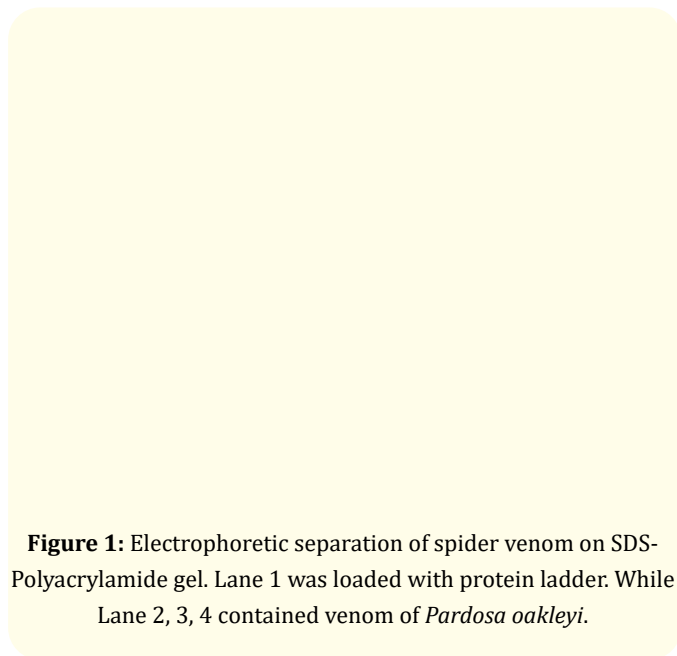 Figure 1: Electrophoretic separation of spider venom on SDS-
Polyacrylamide gel. Lane 1 was loaded with protein ladder. While
Lane 2, 3, 4 contained venom of Pardosa oakleyi.